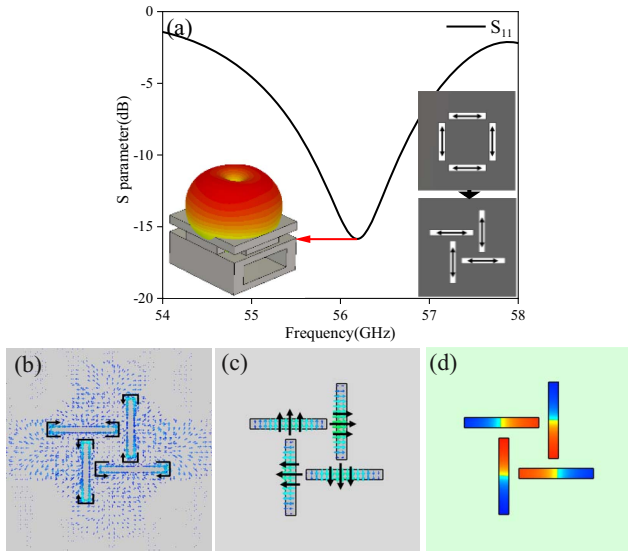 (a)
S₁₁
0
-5
-10
-15
-20
S parameter(dB)
54
55
56
57
58
Frequency(GHz)
(b)
(c)
(d)